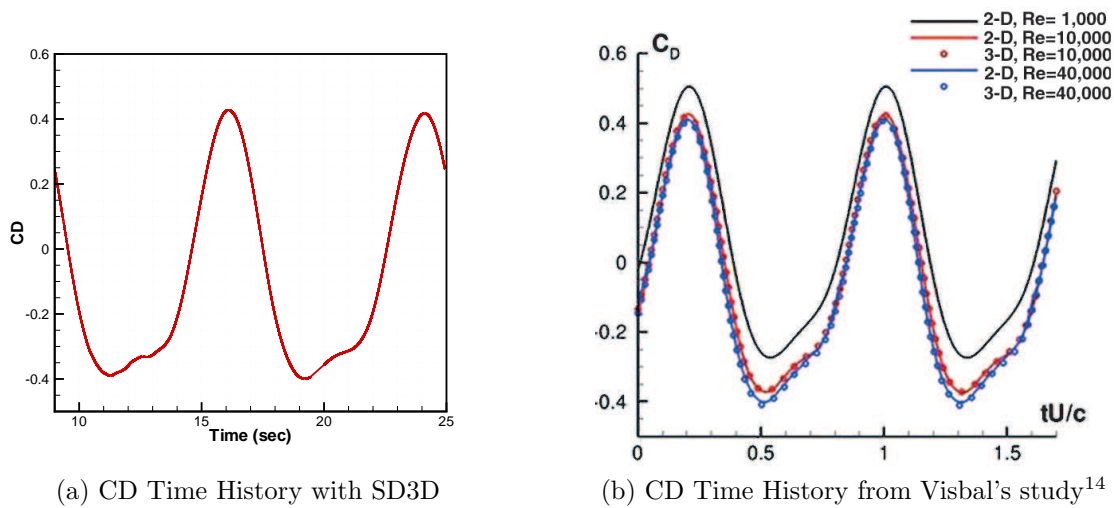 0.6
0.4
0.2
0
-0.2
-0.4
CD
10
15
20
25
Time (sec)
(a) CD Time History with SD3D
2-D, Re= 1,000
2-D, Re=10,000
3-D, Re=10,000
2-D, Re=40,000
3-D, Re=40,000
C_D
0.6
0.4
0.2
0
-0.2
-0.4
tU/c
0
0.5
1
1.5
(b) CD Time History from Visbal's study14